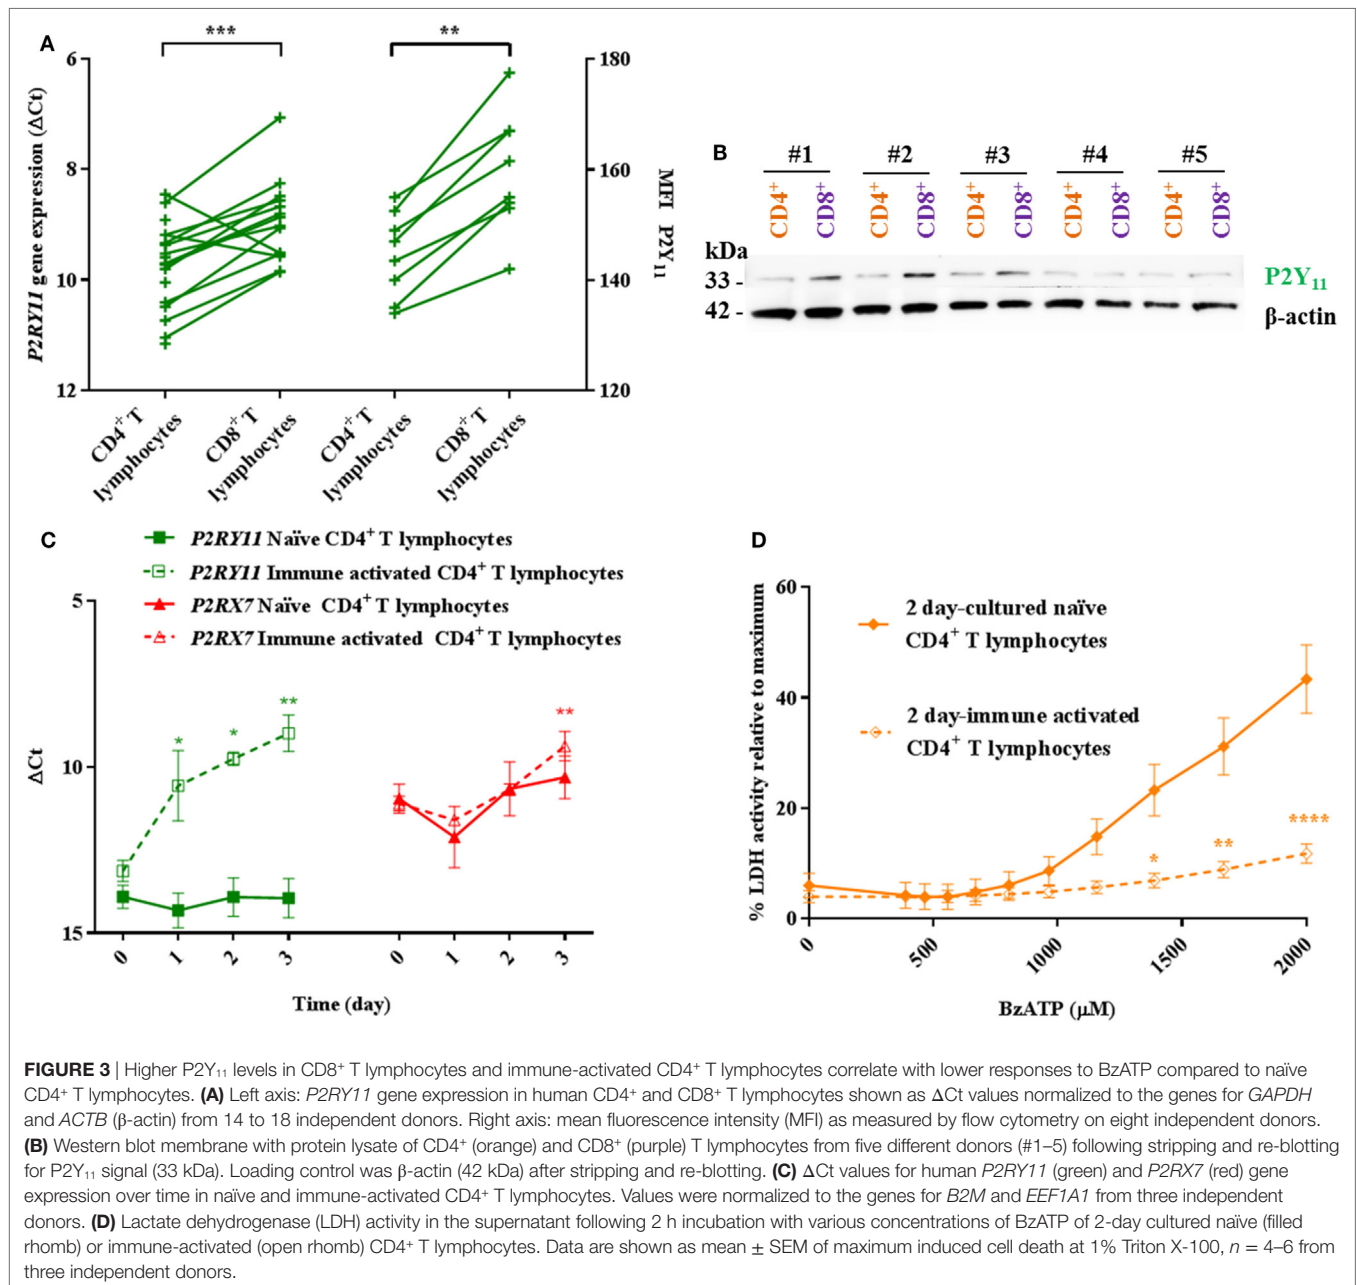 A
***
**
6
8
10
12
P2RY11 gene expression (ΔCt)
180
160
140
120
MFI P2Y11
CD4+ T lymphocytes
CD8+ T lymphocytes
CD4+ T lymphocytes
CD8+ T lymphocytes
B
#1 #2 #3 #4 #5
CD4+ CD8+ CD4+ CD8+ CD4+ CD8+ CD4+ CD8+ CD4+ CD8+
kDa
33 -
P2Y11
42 -
β-actin
C
P2RY11 Naïve CD4+ T lymphocytes
P2RY11 Immune activated CD4+ T lymphocytes
P2RX7 Naïve CD4+ T lymphocytes
P2RX7 Immune activated CD4+ T lymphocytes
5
10
15
ΔCt
*
*
**
**
0 1 2 3 0 1 2 3
Time (day)
D
60
40
20
0
% LDH activity relative to maximum
2 day-cultured naïve
CD4+ T lymphocytes
2 day-immune activated
CD4+ T lymphocytes
*
**
****
0 500 1000 1500 2000
BzATP (μM)
FIGURE 3 | Higher P2Y11 levels in CD8+ T lymphocytes and immune-activated CD4+ T lymphocytes correlate with lower responses to BzATP compared to naïve
CD4+ T lymphocytes. (A) Left axis: P2RY11 gene expression in human CD4+ and CD8+ T lymphocytes shown as ΔCt values normalized to the genes for GAPDH
and ACTB (β-actin) from 14 to 18 independent donors. Right axis: mean fluorescence intensity (MFI) as measured by flow cytometry on eight independent donors.
(B) Western blot membrane with protein lysate of CD4+ (orange) and CD8+ (purple) T lymphocytes from five different donors (#1–5) following stripping and re-blotting
for P2Y11 signal (33 kDa). Loading control was β-actin (42 kDa) after stripping and re-blotting. (C) ΔCt values for human P2RY11 (green) and P2RX7 (red) gene
expression over time in naïve and immune-activated CD4+ T lymphocytes. Values were normalized to the genes for B2M and EEF1A1 from three independent
donors. (D) Lactate dehydrogenase (LDH) activity in the supernatant following 2 h incubation with various concentrations of BzATP of 2-day cultured naïve (filled
rhomb) or immune-activated (open rhomb) CD4+ T lymphocytes. Data are shown as mean ± SEM of maximum induced cell death at 1% Triton X-100, n = 4–6 from
three independent donors.